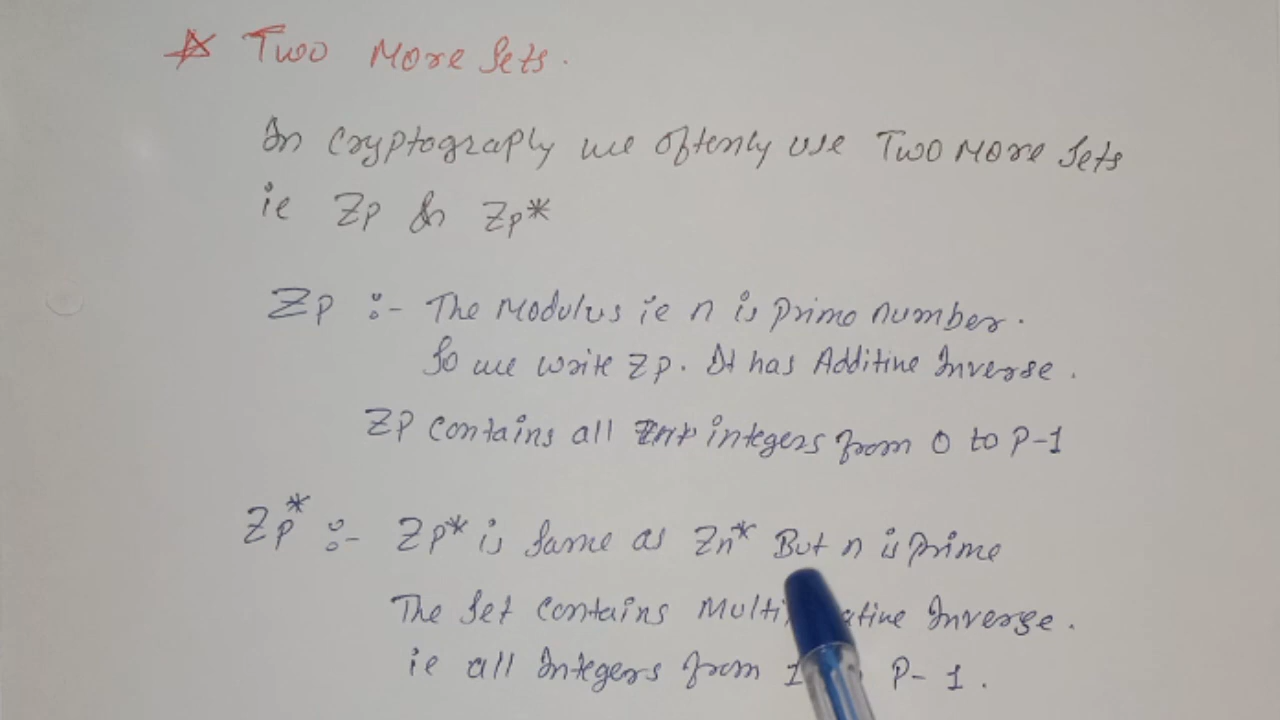 ☆ Two More Sets.
In cryptography we oftenly use Two More Sets
ie Zp & Zp*
Zp :- The Modulus ie n is prime number.
So we write Zp. It has Additive Inverse.
Zp contains all integers from 0 to P-1
Zp* :- Zp* is same as Zn* But n is prime
The set contains Inverse.
ie all Integers from 1 P-1.